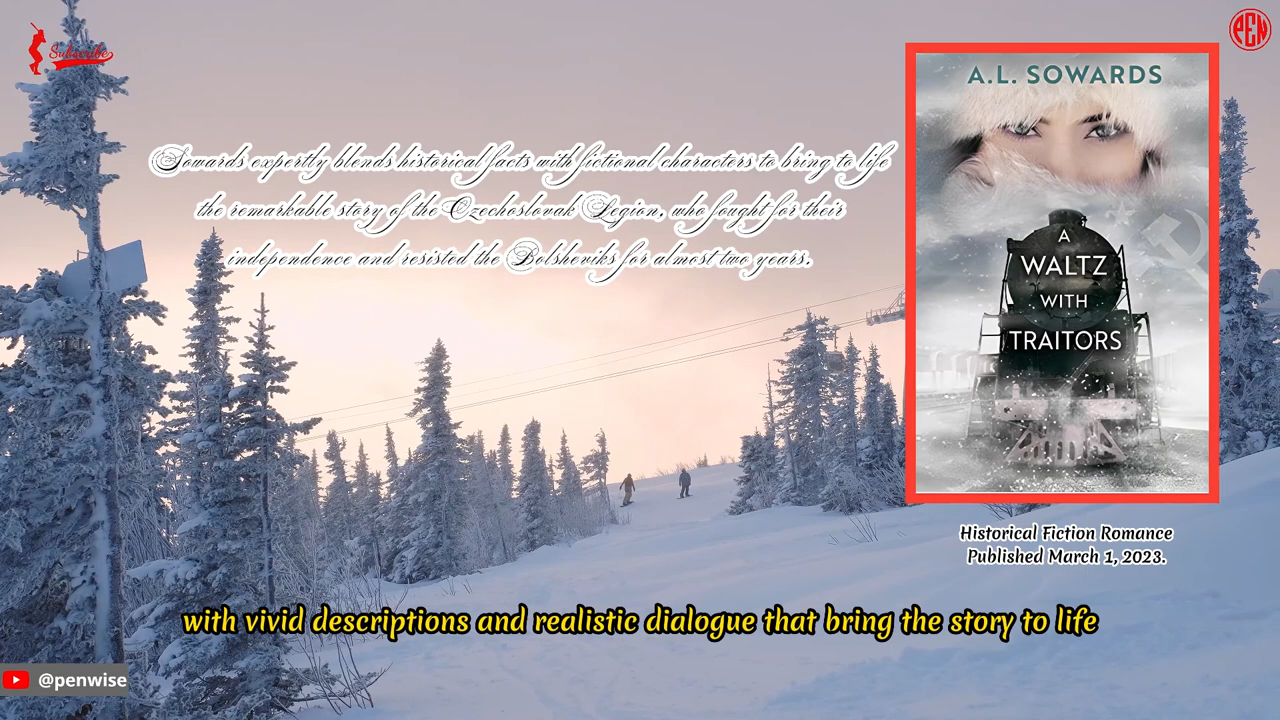 Subscribe
PEN
A.L. SOWARDS
Sowards expertly blends historical facts with fictional characters to bring to life
the remarkable story of the Czechoslovak Legion, who fought for their
independence and resisted the Bolsheviks for almost two years.
A
WALTZ
WITH
TRAITORS
Historical Fiction Romance
Published March 1, 2023.
with vivid descriptions and realistic dialogue that bring the story to life
@penwise